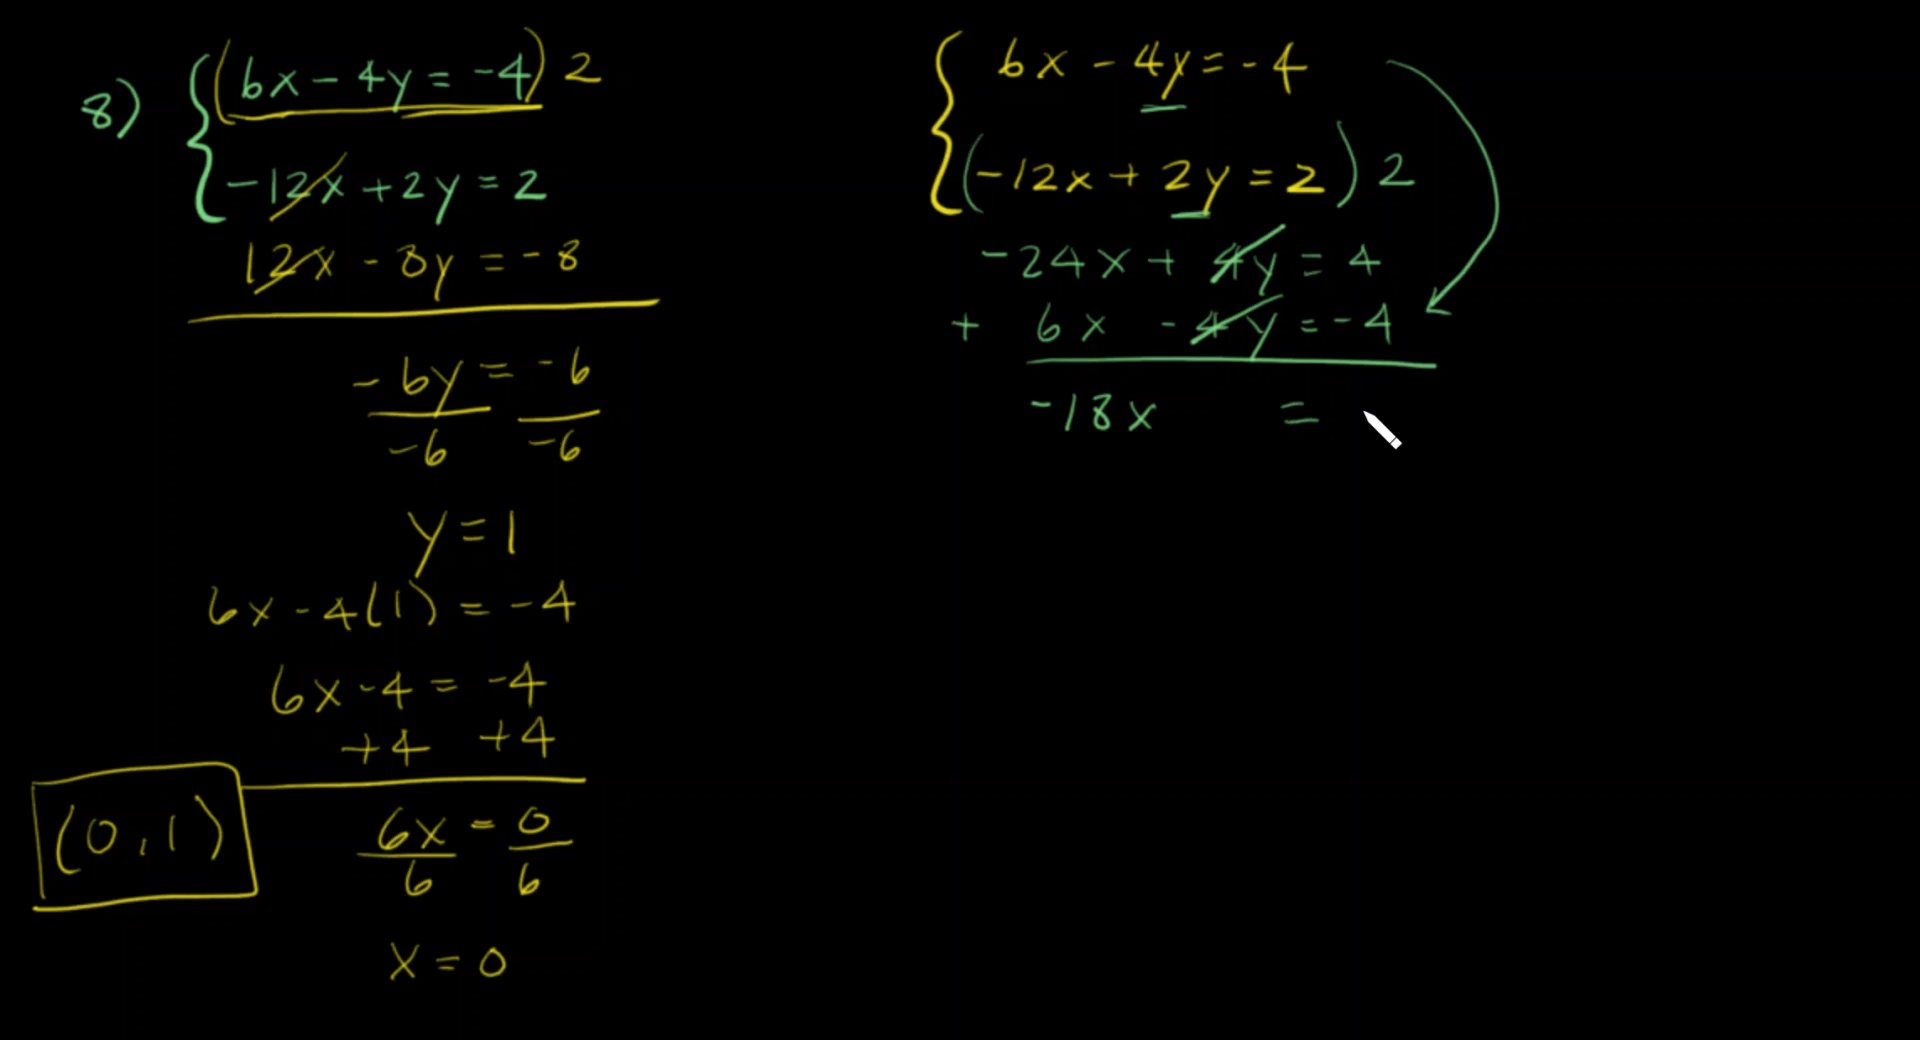 8) (6x - 4y = -4) 2
-12x + 2y = 2
12x - 8y = -8
-6y = -6
-6 -6
y = 1
6x - 4(1) = -4
6x - 4 = -4
+4 +4
6x = 0
6 6
(0, 1)
x = 0
6x - 4y = -4
(-12x + 2y = 2) 2
-24x + 4y = 4
+ 6x - 4y = -4
-18x =